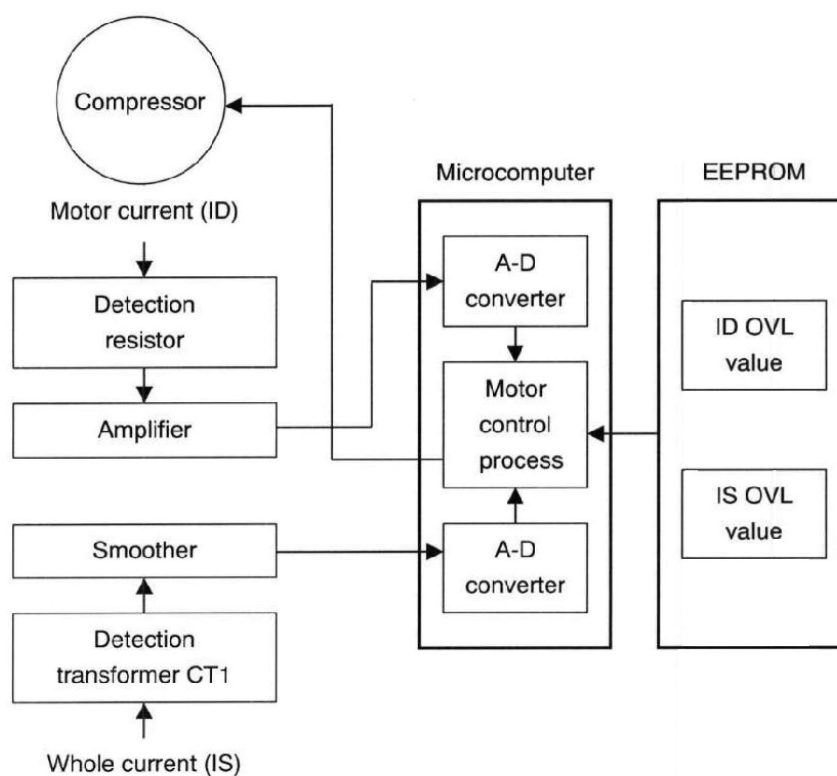 Compressor
Motor current (ID)
Detection
resistor
Amplifier
Smoother
Detection
transformer CT1
Whole current (IS)
Microcomputer
A-D
converter
Motor
control
process
A-D
converter
EEPROM
ID OVL
value
IS OVL
value